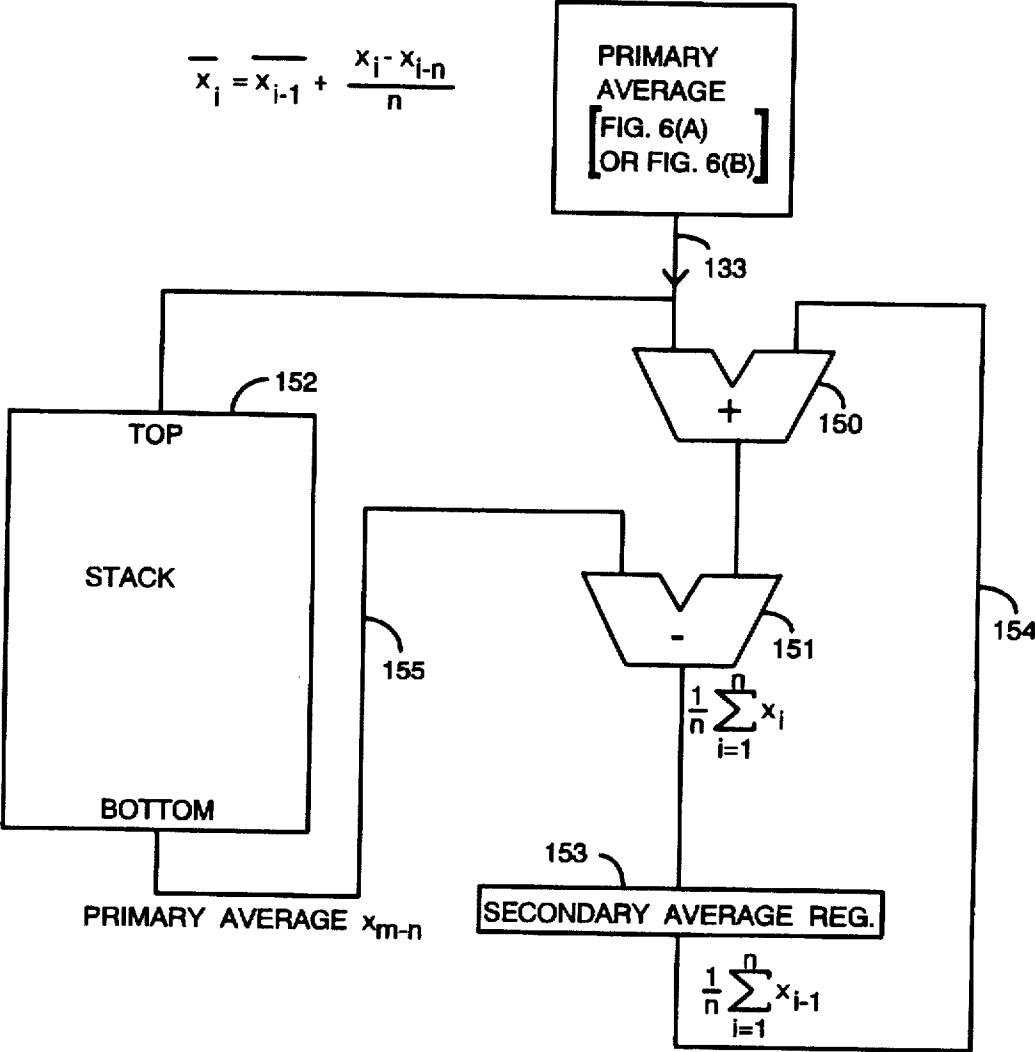 x̄ᵢ = x̄ᵢ₋₁ + (xᵢ - xᵢ₋ₙ)/n
PRIMARY
AVERAGE
[FIG. 6(A)
OR FIG. 6(B)]
133
152
TOP
+
150
STACK
-
151
154
155
1/n n∑i=1 xᵢ
BOTTOM
153
PRIMARY AVERAGE xm-n
SECONDARY AVERAGE REG.
1/n n∑i=1 xᵢ₋₁